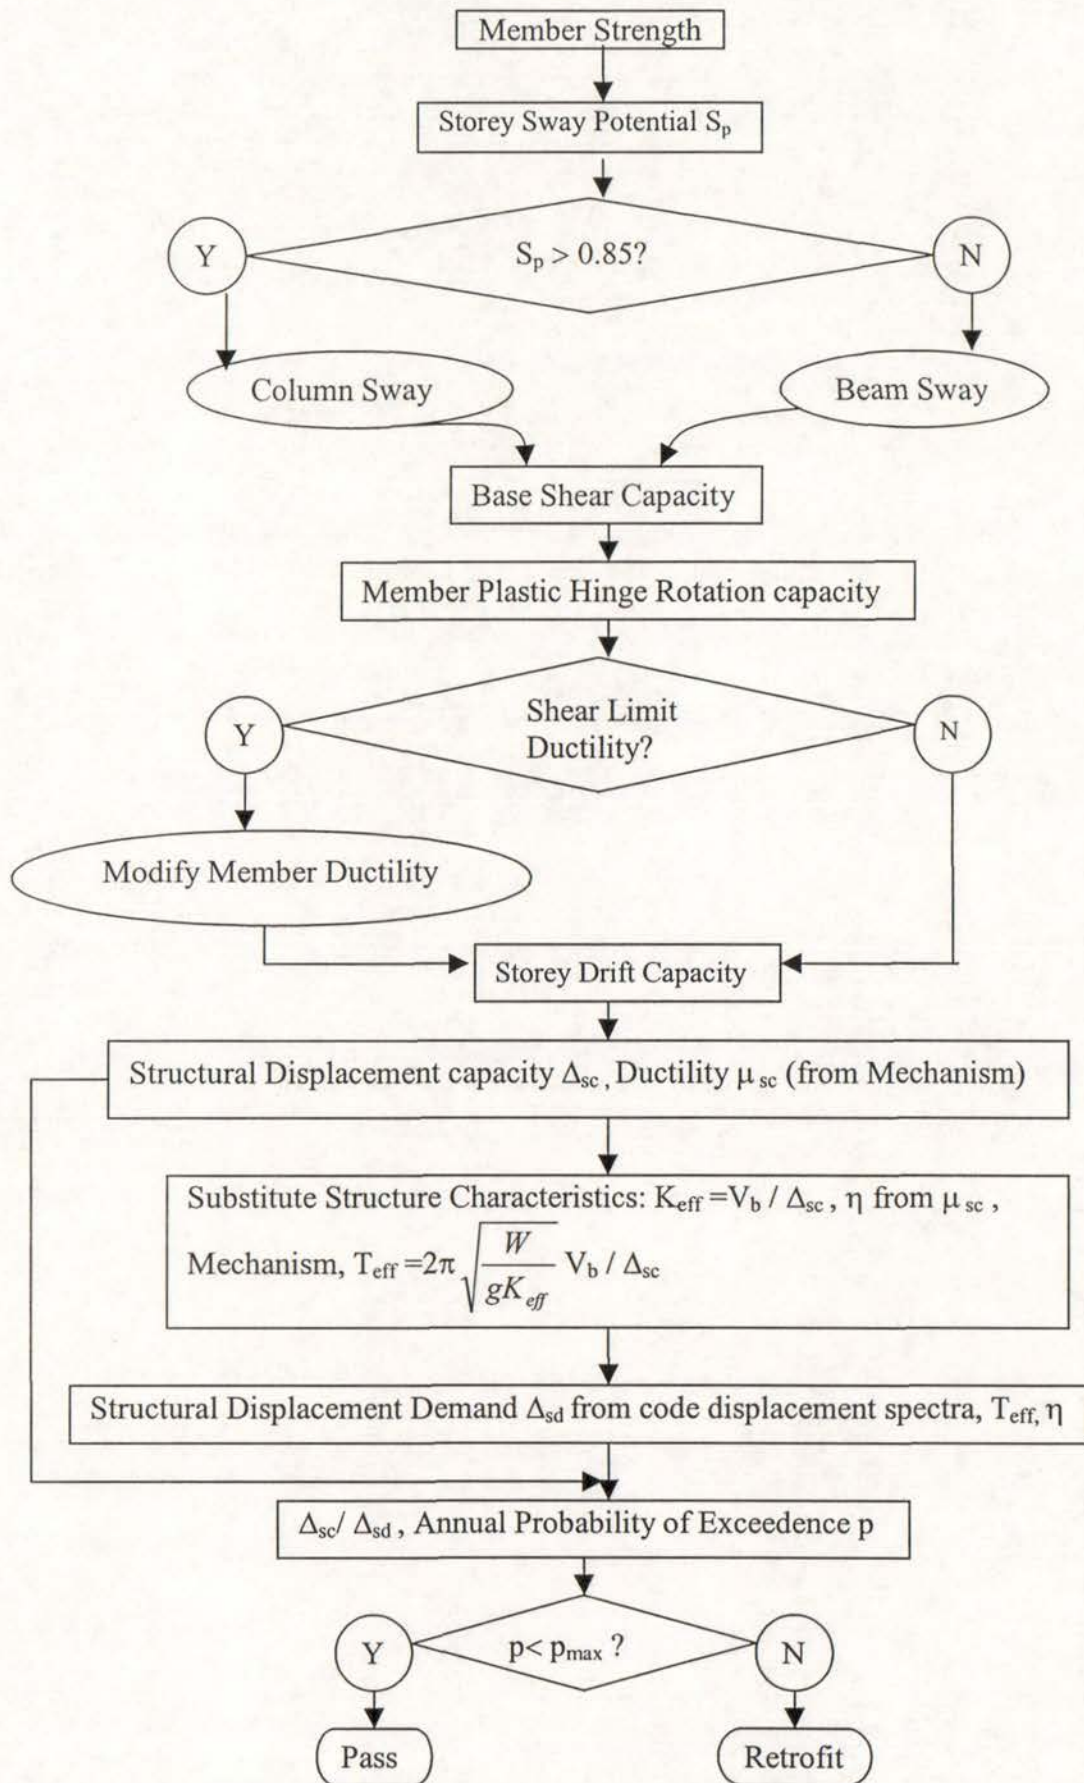 Member Strength
Storey Sway Potential Sp
Y
Sp > 0.85?
N
Column Sway
Beam Sway
Base Shear Capacity
Member Plastic Hinge Rotation capacity
Y
Shear Limit
Ductility?
N
Modify Member Ductility
Storey Drift Capacity
Structural Displacement capacity Δsc , Ductility μ sc (from Mechanism)
Substitute Structure Characteristics: Keff =Vb / Δsc , η from μ sc ,
Mechanism, Teff =2π √(W / gKeff) Vb / Δsc
Structural Displacement Demand Δsd from code displacement spectra, Teff, η
Δsc/ Δsd , Annual Probability of Exceedence p
Y
p< pmax ?
N
Pass
Retrofit